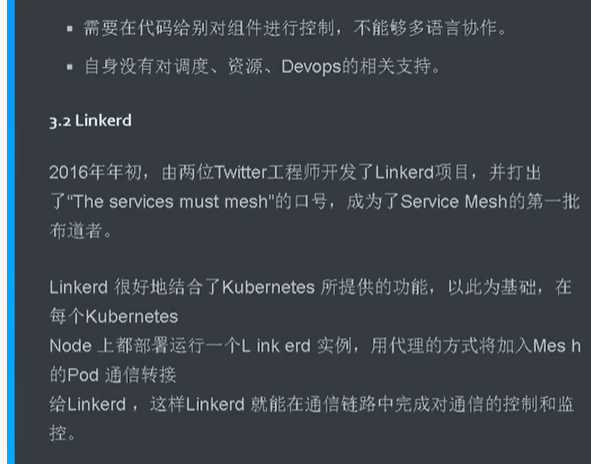 ▪ 需要在代码给别对组件进行控制，不能够多语言协作。
▪ 自身没有对调度、资源、Devops的相关支持。
3.2 Linkerd
2016年年初，由两位Twitter工程师开发了Linkerd项目，并打出
了“The services must mesh”的口号，成为了Service Mesh的第一批
布道者。
Linkerd 很好地结合了Kubernetes 所提供的功能，以此为基础，在
每个Kubernetes
Node 上都部署运行一个L ink erd 实例，用代理的方式将加入Mes h
的Pod 通信转接
给Linkerd ，这样Linkerd 就能在通信链路中完成对通信的控制和监
控。